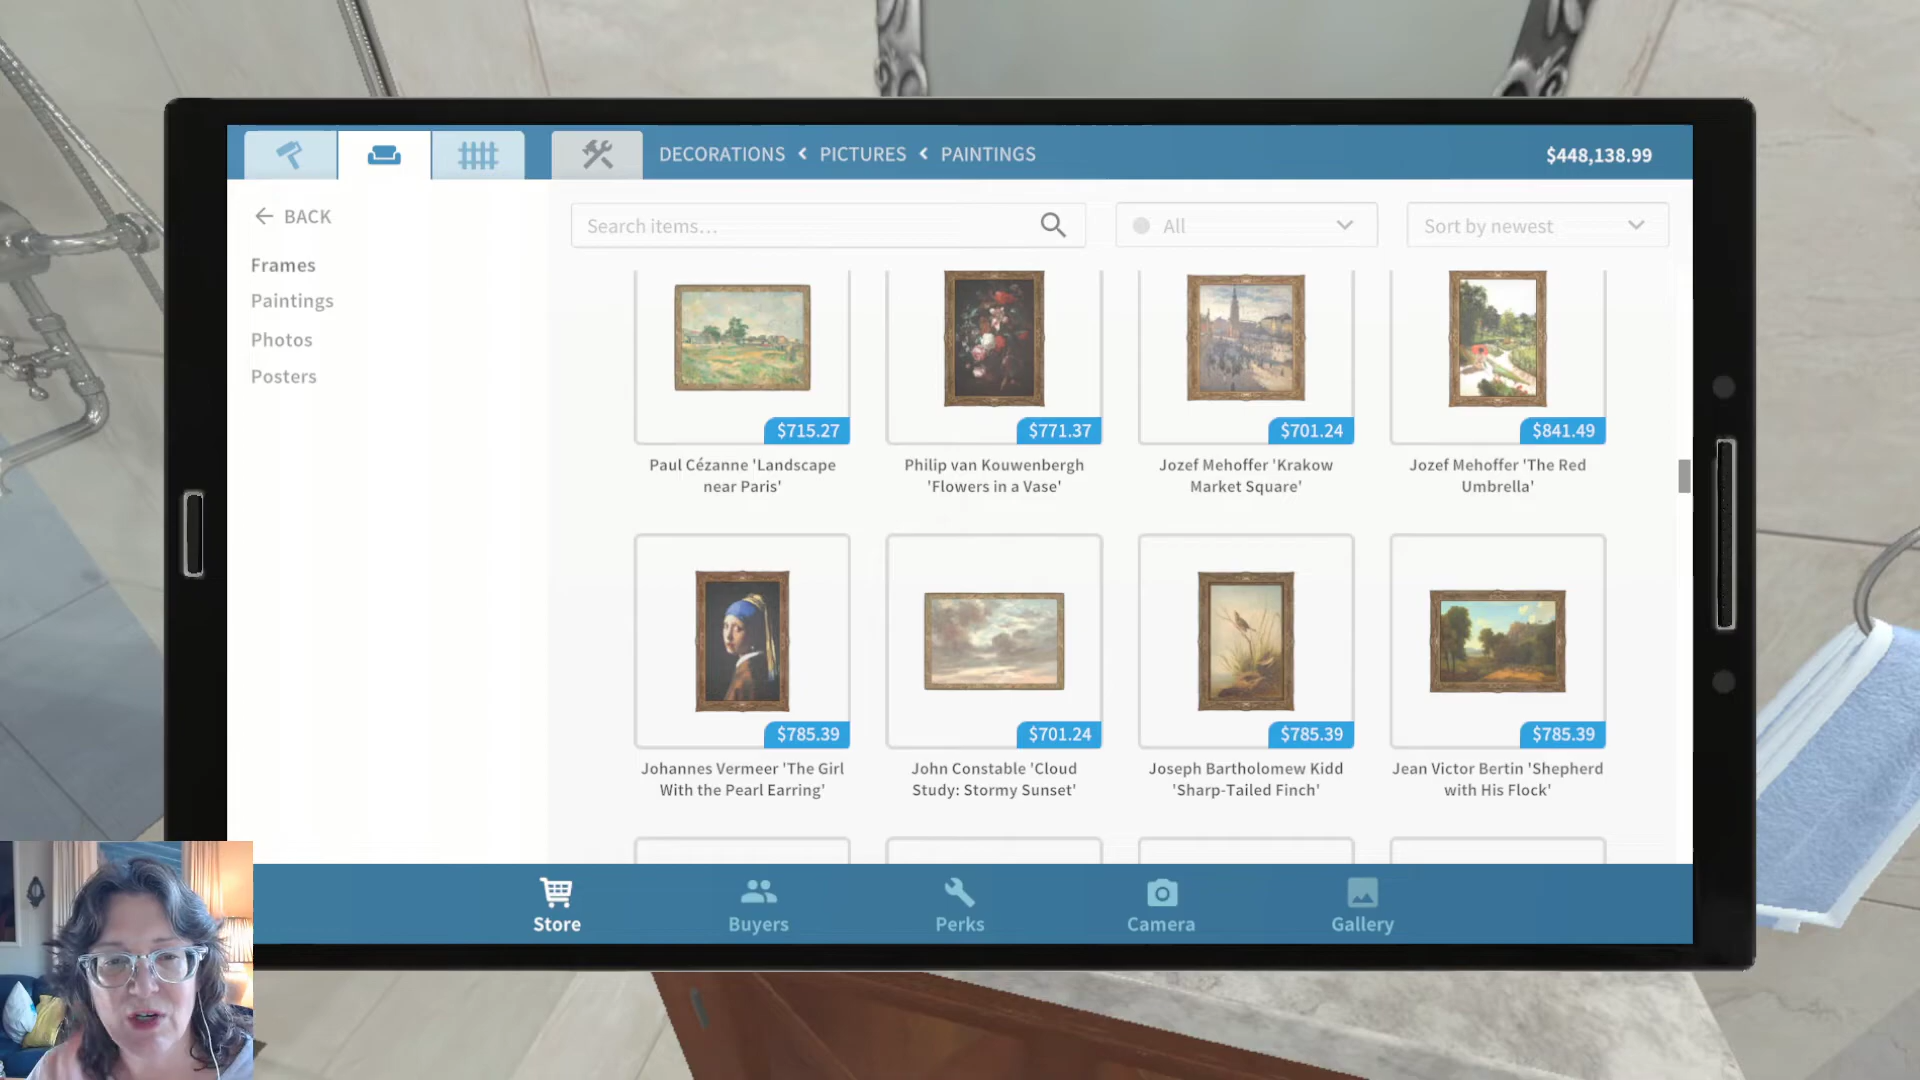 DECORATIONS < PICTURES < PAINTINGS
$448,138.99
BACK
Search items...
All
Sort by newest
Frames
Paintings
Photos
Posters
$715.27
$771.37
$701.24
$841.49
Paul Cézanne 'Landscape
near Paris'
Philip van Kouwenbergh
'Flowers in a Vase'
Jozef Mehoffer 'Krakow
Market Square'
Jozef Mehoffer 'The Red
Umbrella'
$785.39
$701.24
$785.39
$785.39
Johannes Vermeer 'The Girl
With the Pearl Earring'
John Constable 'Cloud
Study: Stormy Sunset'
Joseph Bartholomew Kidd
'Sharp-Tailed Finch'
Jean Victor Bertin 'Shepherd
with His Flock'
Store
Buyers
Perks
Camera
Gallery